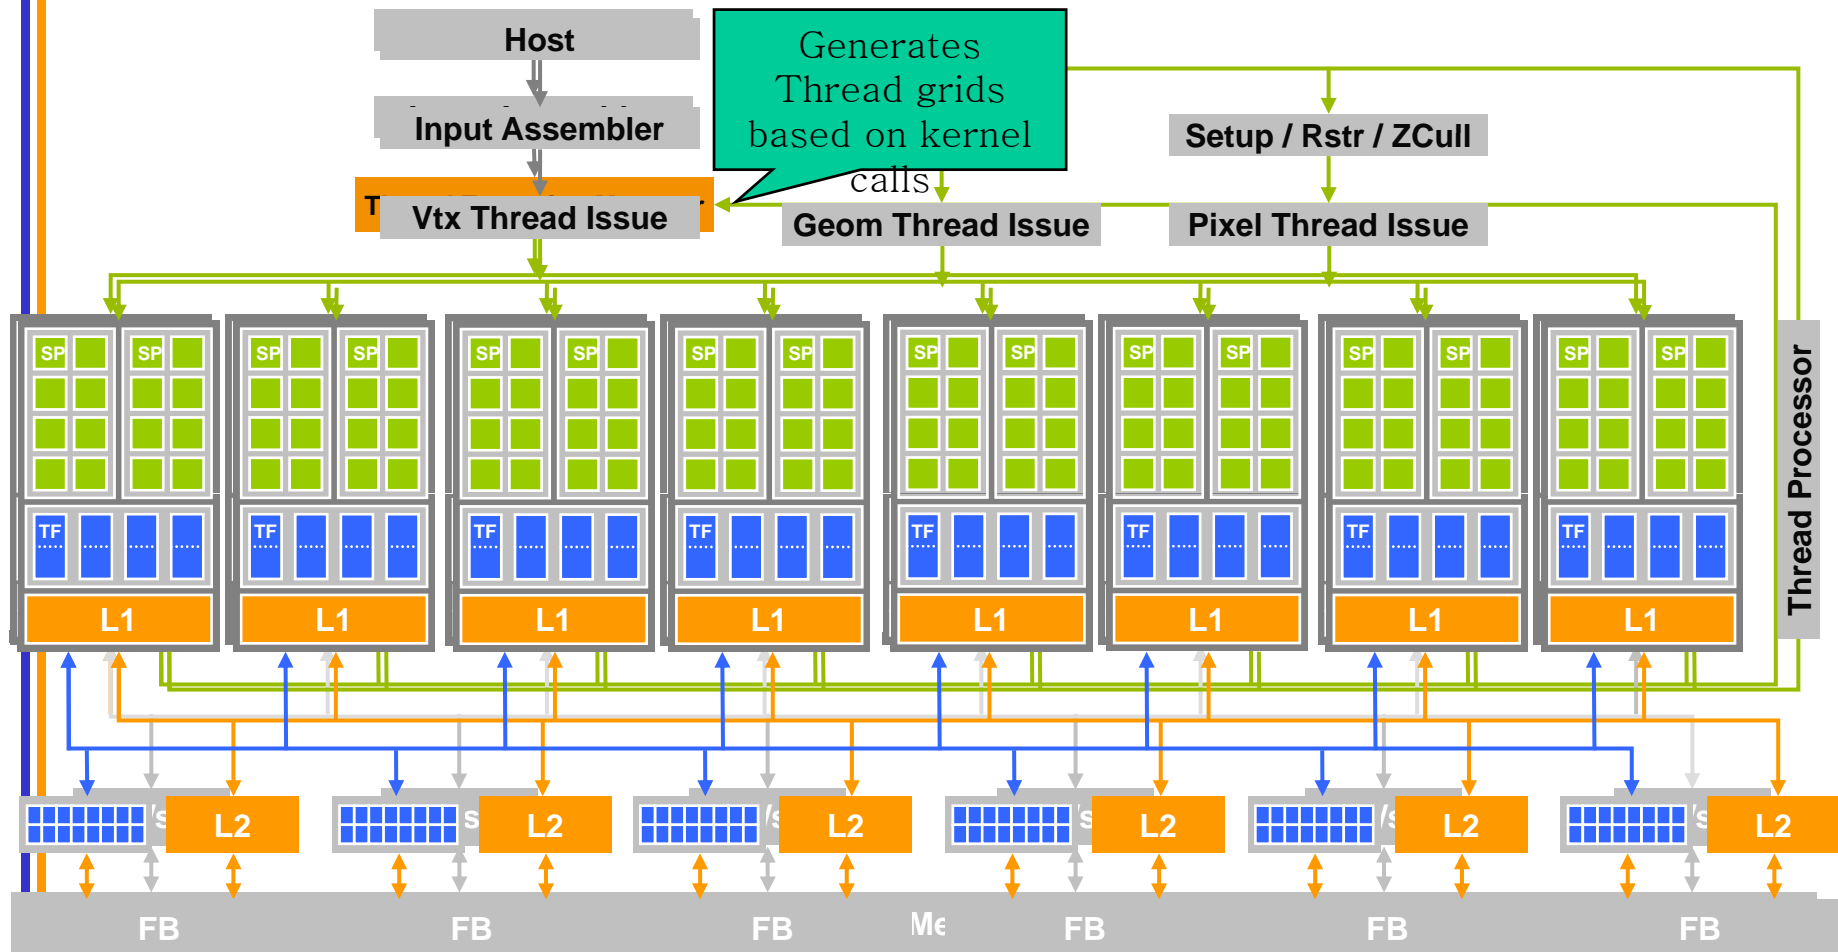 Host
Generates
Thread grids
based on kernel
calls
Input Assembler
Setup / Rstr / ZCull
Vtx Thread Issue
Geom Thread Issue
Pixel Thread Issue
SP SP SP SP SP SP SP SP SP SP SP SP SP SP SP SP
Thread Processor
TF TF TF TF TF TF TF TF
L1 L1 L1 L1 L1 L1 L1 L1
L2 L2 L2 L2 L2 L2
FB FB FB FB FB FB